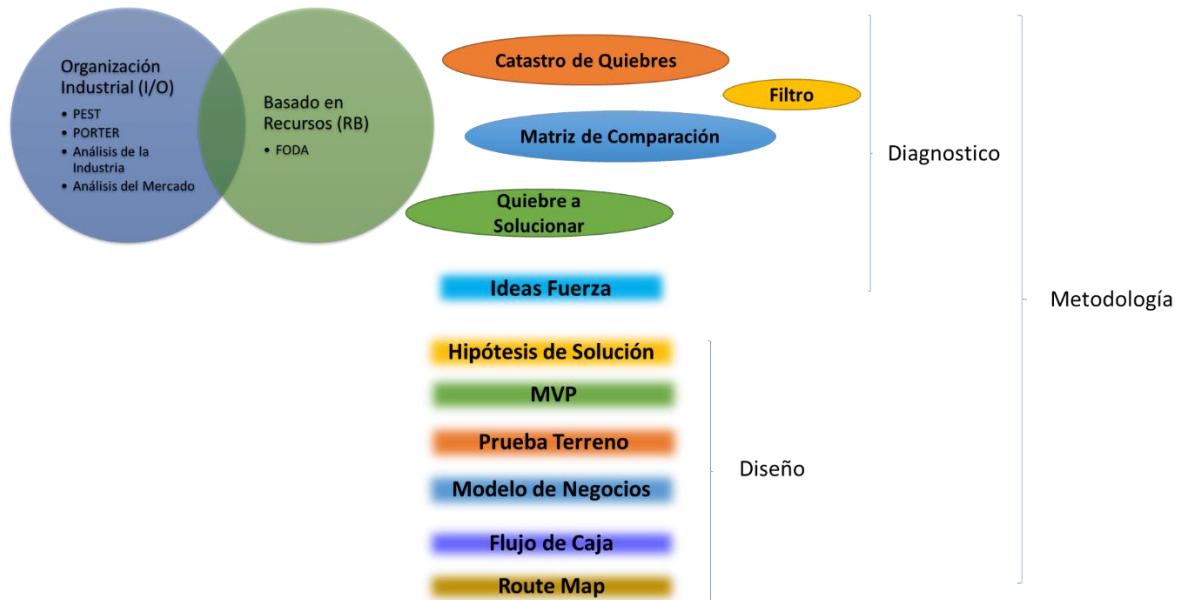 Organización
Industrial (I/O)
• PEST
• PORTER
• Análisis de la
Industria
• Análisis del Mercado
Basado en
Recursos (RB)
• FODA
Catastro de Quiebres
Filtro
Matriz de Comparación
Quiebre a
Solucionar
Ideas Fuerza
Diagnostico
Hipótesis de Solución
MVP
Prueba Terreno
Modelo de Negocios
Flujo de Caja
Route Map
Diseño
Metodología